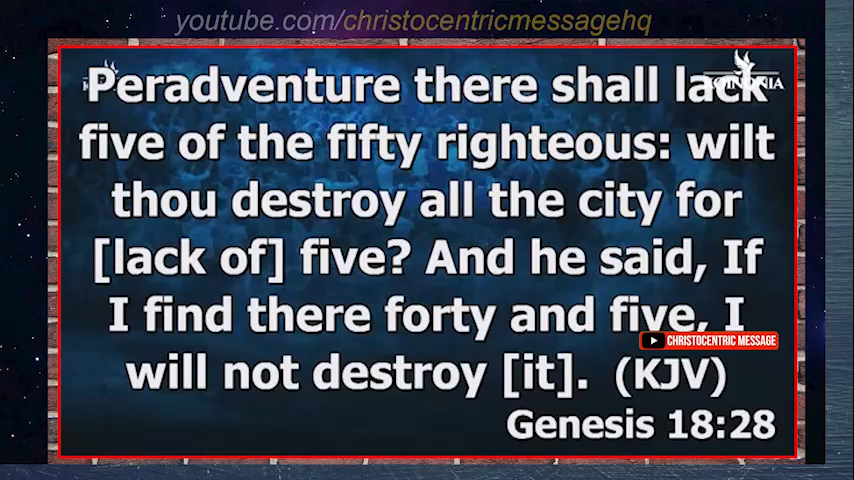 youtube.com/christocentricmessagehq
KOINONIA
Peradventure there shall lack
five of the fifty righteous: wilt
thou destroy all the city for
[lack of] five? And he said, If
I find there forty and five, I
CHRISTOCENTRIC MESSAGE
will not destroy [it]. (KJV)
Genesis 18:28